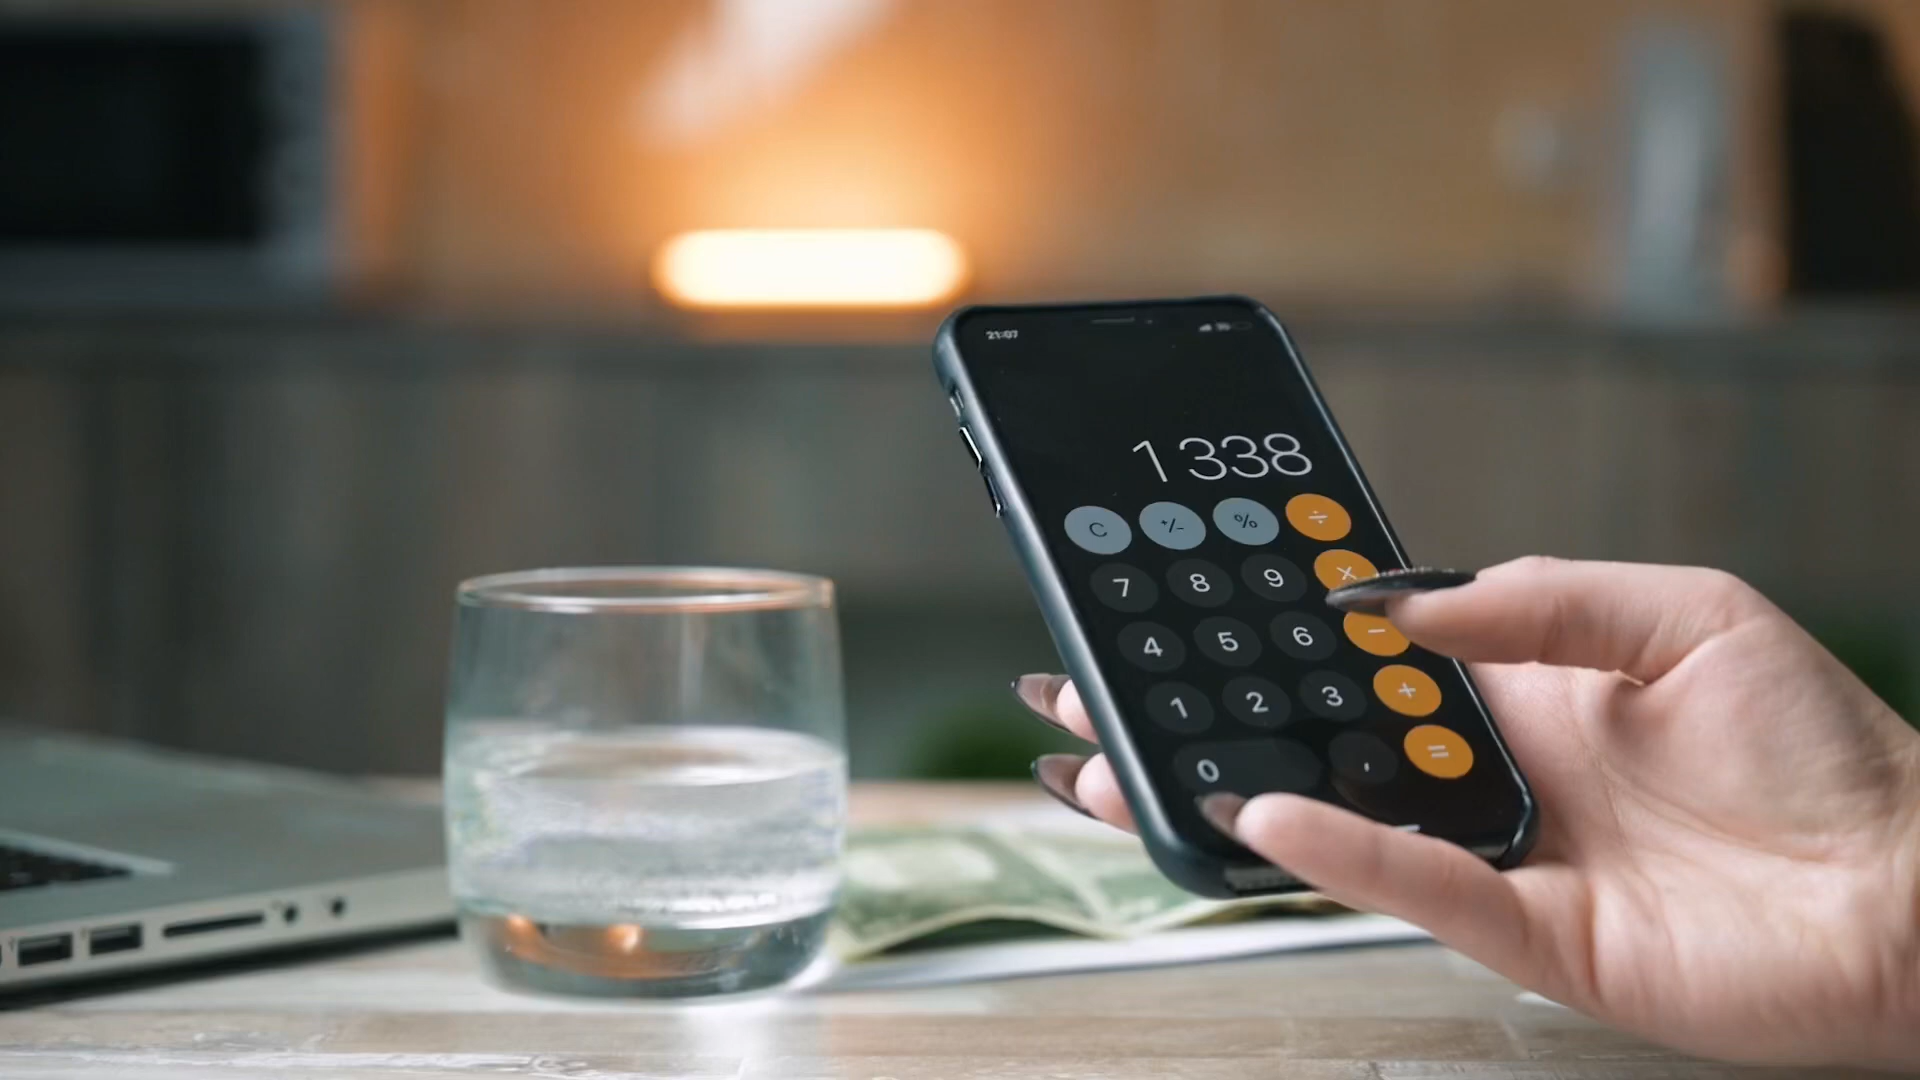 21:07
1 338
C +/- % ÷
7 8 9 ×
4 5 6 −
1 2 3 +
0 , =